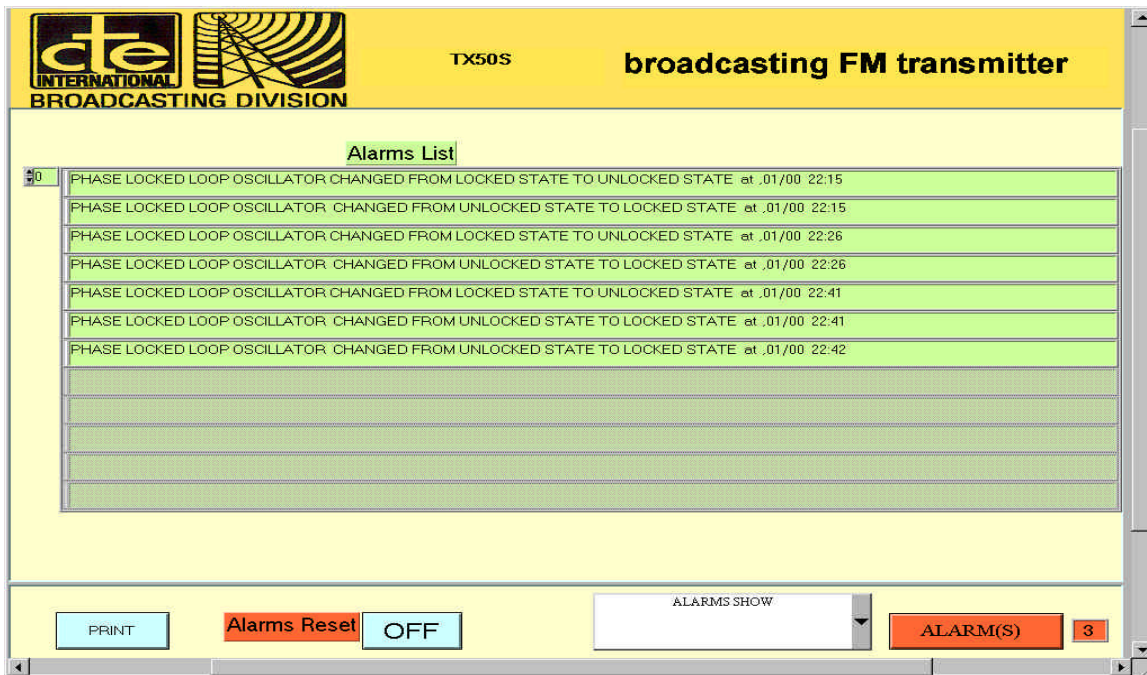 cte
INTERNATIONAL
BROADCASTING DIVISION
TX50S
broadcasting FM transmitter
Alarms List
0
PHASE LOCKED LOOP OSCILLATOR CHANGED FROM LOCKED STATE TO UNLOCKED STATE at ,01/00 22:15
PHASE LOCKED LOOP OSCILLATOR CHANGED FROM UNLOCKED STATE TO LOCKED STATE at ,01/00 22:15
PHASE LOCKED LOOP OSCILLATOR CHANGED FROM LOCKED STATE TO UNLOCKED STATE at ,01/00 22:26
PHASE LOCKED LOOP OSCILLATOR CHANGED FROM UNLOCKED STATE TO LOCKED STATE at ,01/00 22:26
PHASE LOCKED LOOP OSCILLATOR CHANGED FROM LOCKED STATE TO UNLOCKED STATE at ,01/00 22:41
PHASE LOCKED LOOP OSCILLATOR CHANGED FROM UNLOCKED STATE TO LOCKED STATE at ,01/00 22:41
PHASE LOCKED LOOP OSCILLATOR CHANGED FROM UNLOCKED STATE TO LOCKED STATE at ,01/00 22:42
PRINT
Alarms Reset
OFF
ALARMS SHOW
ALARM(S)
3